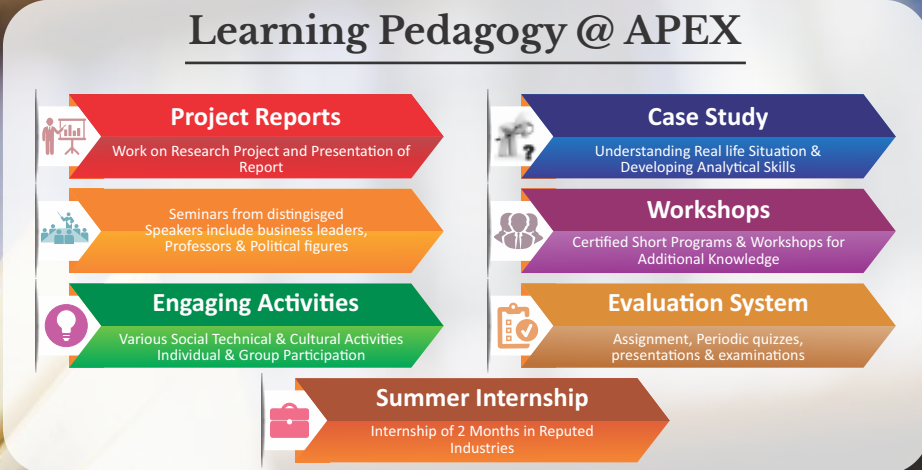 Learning Pedagogy @ APEX
Project Reports
Work on Research Project and Presentation of
Report
Case Study
Understanding Real life Situation &
Developing Analytical Skills
Seminars from distingisged
Speakers include business leaders,
Professors & Political figures
Workshops
Certified Short Programs & Workshops for
Additional Knowledge
Engaging Activities
Various Social Technical & Cultural Activities
Individual & Group Participation
Evaluation System
Assignment, Periodic quizzes,
presentations & examinations
Summer Internship
Internship of 2 Months in Reputed
Industries